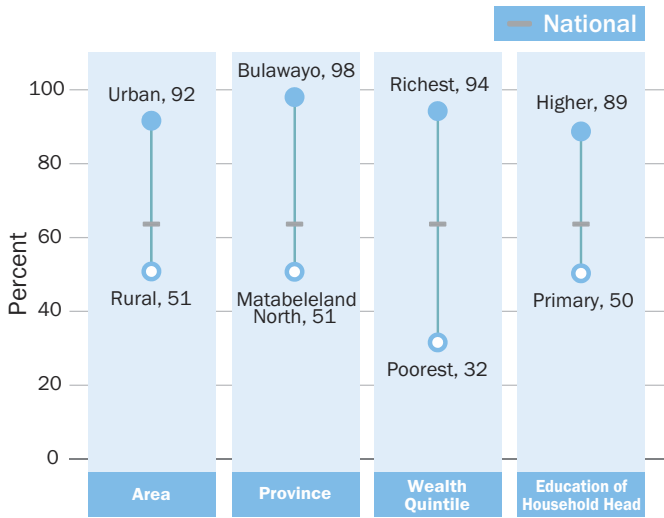 National
Percent
100
80
60
40
20
0
Urban, 92
Rural, 51
Bulawayo, 98
Matabeleland
North, 51
Richest, 94
Poorest, 32
Higher, 89
Primary, 50
Area
Province
Wealth
Quintile
Education of
Household Head